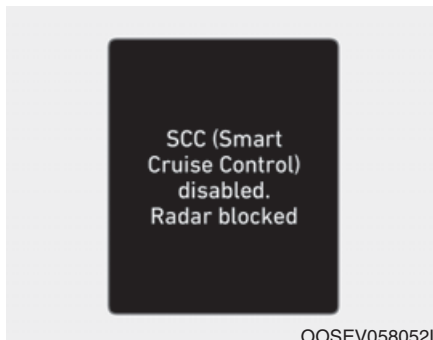 SCC (Smart
Cruise Control)
disabled.
Radar blocked
OOSEV058052L